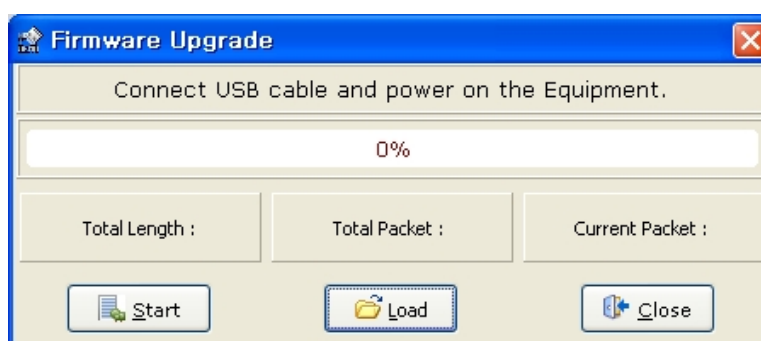 Firmware Upgrade
Connect USB cable and power on the Equipment.
0%
Total Length : Total Packet : Current Packet :
Start Load Close